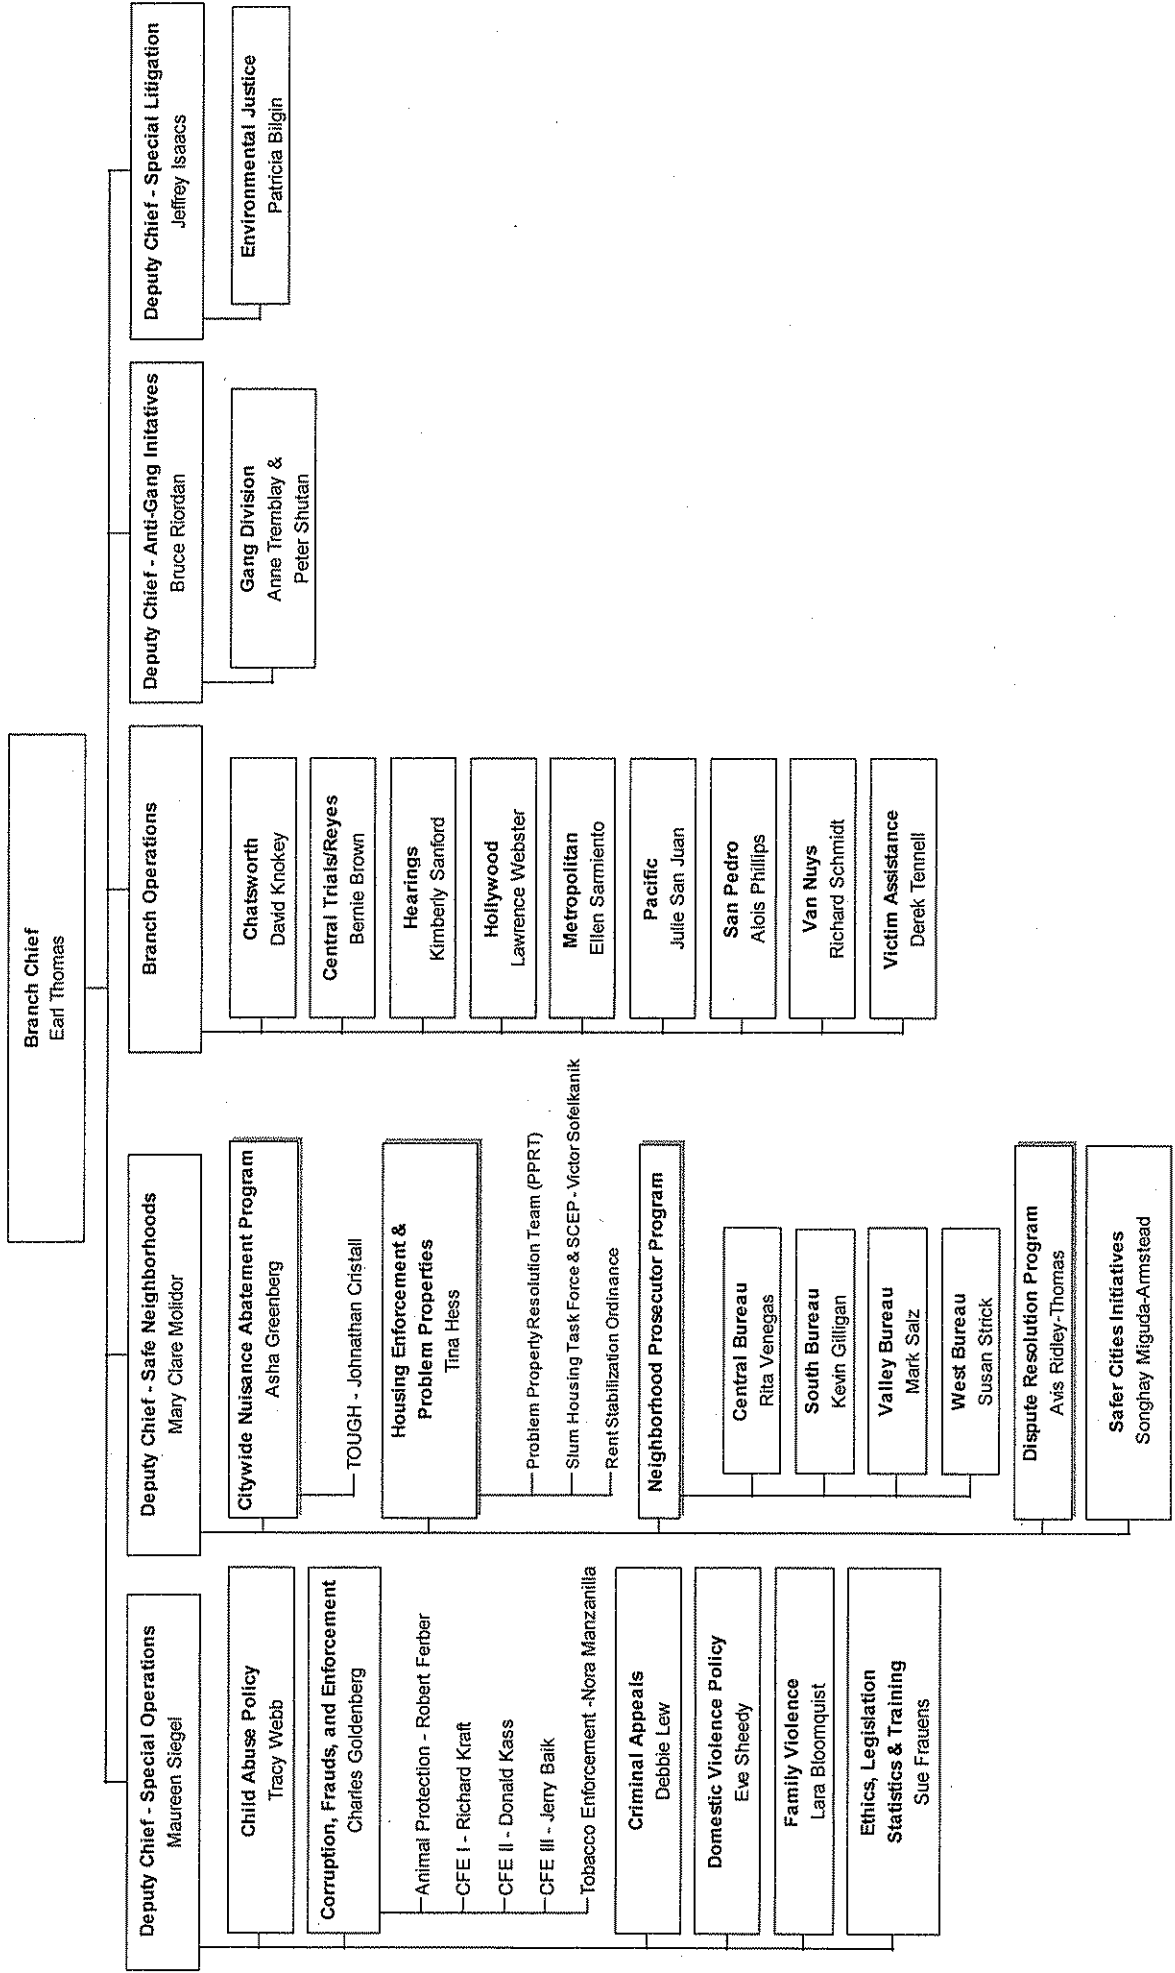 Branch Chief
Earl Thomas
Deputy Chief - Special Operations
Maureen Siegel
Child Abuse Policy
Tracy Webb
Corruption, Frauds, and Enforcement
Charles Goldenberg
Animal Protection - Robert Ferber
CFE I - Richard Kraft
CFE II - Donald Kass
CFE III - Jerry Baik
Tobacco Enforcement -Nora Manzanilla
Criminal Appeals
Debbie Lew
Domestic Violence Policy
Eve Sheedy
Family Violence
Lara Bloomquist
Ethics, Legislation
Statistics & Training
Sue Frauens
Deputy Chief - Safe Neighborhoods
Mary Clare Molidor
Citywide Nuisance Abatement Program
Asha Greenberg
TOUGH - Johnathan Cristall
Housing Enforcement &
Problem Properties
Tina Hess
Problem Property Resolution Team (PPRT)
Slum Housing Task Force & SCEP - Victor Sofelkanik
Rent Stabilization Ordinance
Neighborhood Prosecutor Program
Central Bureau
Rita Venegas
South Bureau
Kevin Gilligan
Valley Bureau
Mark Salz
West Bureau
Susan Strick
Dispute Resolution Program
Avis Ridley-Thomas
Safer Cities Initiatives
Songhay Miguda-Armstead
Branch Operations
Chatsworth
David Knokey
Central Trials/Reyes
Bernie Brown
Hearings
Kimberly Sanford
Hollywood
Lawrence Webster
Metropolitan
Ellen Sarmiento
Pacific
Julie San Juan
San Pedro
Alois Phillips
Van Nuys
Richard Schmidt
Victim Assistance
Derek Tennell
Deputy Chief - Anti-Gang Initatives
Bruce Riordan
Gang Division
Anne Tremblay &
Peter Shutan
Deputy Chief - Special Litigation
Jeffrey Isaacs
Environmental Justice
Patricia Bilgin